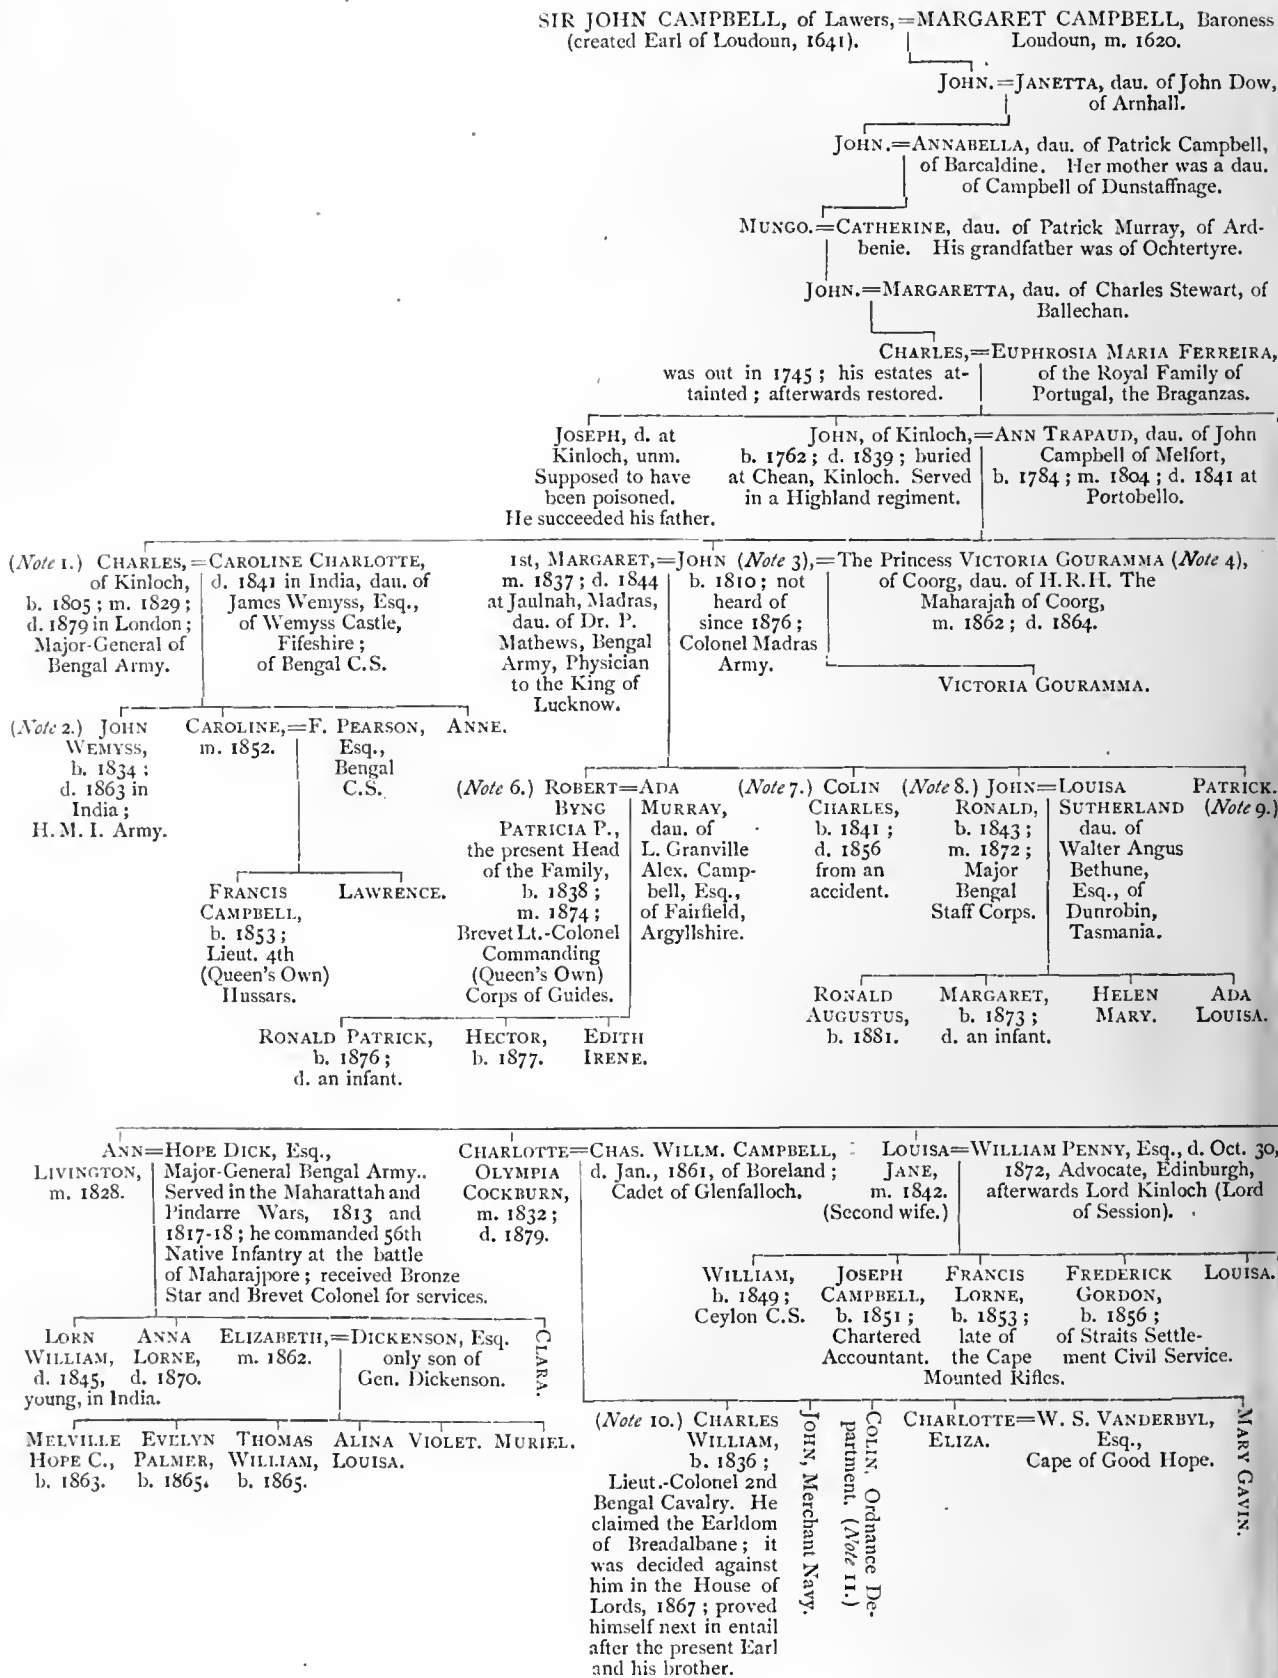 SIR JOHN CAMPBELL, of Lawers,=MARGARET CAMPBELL, Baroness
(created Earl of Loudoun, 1641). Loudoun, m. 1620.
JOHN.=JANETTA, dau. of John Dow,
of Arnhall.
JOHN.=ANNABELLA, dau. of Patrick Campbell,
of Barcaldine. Her mother was a dau.
of Campbell of Dunstaffnage.
MUNGO.=CATHERINE, dau. of Patrick Murray, of Ard-
benie. His grandfather was of Ochtertyre.
JOHN.=MARGARETTA, dau. of Charles Stewart, of
Ballechan.
CHARLES,=EUPHROSIA MARIA FERREIRA,
was out in 1745 ; his estates at-
tainted ; afterwards restored.
of the Royal Family of
Portugal, the Braganzas.
JOSEPH, d. at
Kinloch, unm.
Supposed to have
been poisoned.
He succeeded his father.
JOHN, of Kinloch,=ANN TRAPAUD, dau. of John
b. 1762 ; d. 1839 ; buried
at Chean, Kinloch. Served
in a Highland regiment.
Campbell of Melfort,
b. 1784 ; m. 1804 ; d. 1841 at
Portobello.
(Note 1.) CHARLES,=CAROLINE CHARLOTTE,
of Kinloch,
b. 1805 ; m. 1829 ;
d. 1879 in London ;
Major-General of
Bengal Army.
d. 1841 in India, dau. of
James Wemyss, Esq.,
of Wemyss Castle,
Fifeshire ;
of Bengal C.S.
1st, MARGARET,=JOHN (Note 3),=The Princess VICTORIA GOURAMMA (Note 4),
m. 1837 ; d. 1844
at Jaulnah, Madras,
dau. of Dr. P.
Mathews, Bengal
Army, Physician
to the King of
Lucknow.
b. 1810 ; not
heard of
since 1876 ;
Colonel Madras
Army.
of Coorg, dau. of H.R.H. The
Maharajah of Coorg,
m. 1862 ; d. 1864.
VICTORIA GOURAMMA.
(Note 2.) JOHN
WEMYSS,
b. 1834 ;
d. 1863 in
India ;
H.M.I. Army.
CAROLINE,=F. PEARSON,
m. 1852.
Esq.,
Bengal
C.S.
ANNE.
FRANCIS
CAMPBELL,
b. 1853 ;
Lieut. 4th
(Queen's Own)
Hussars.
LAWRENCE.
(Note 6.) ROBERT=ADA
BYNG
PATRICIA P.,
the present Head
of the Family,
b. 1838 ;
m. 1874 ;
Brevet Lt.-Colonel
Commanding
(Queen's Own)
Corps of Guides.
MURRAY,
dau. of
L. Granville
Alex. Camp-
bell, Esq.,
of Fairfield,
Argyllshire.
(Note 7.) COLIN
CHARLES,
b. 1841 ;
d. 1856
from an
accident.
(Note 8.) JOHN=LOUISA
RONALD,
b. 1843 ;
m. 1872 ;
Major
Bengal
Staff Corps.
SUTHERLAND
dau. of
Walter Angus
Bethune,
Esq., of
Dunrobin,
Tasmania.
PATRICK.
(Note 9.)
RONALD PATRICK,
b. 1876 ;
d. an infant.
HECTOR,
b. 1877.
EDITH
IRENE.
RONALD
AUGUSTUS,
b. 1881.
MARGARET,
b. 1873 ;
d. an infant.
HELEN
MARY.
ADA
LOUISA.
ANN=HOPE DICK, Esq.,
LIVINGTON,
m. 1828.
Major-General Bengal Army..
Served in the Maharattah and
Pindarre Wars, 1813 and
1817-18 ; he commanded 56th
Native Infantry at the battle
of Maharajpore ; received Bronze
Star and Brevet Colonel for services.
CHARLOTTE=CHAS. WILLM. CAMPBELL,
OLYMPIA
COCKBURN,
m. 1832 ;
d. 1879.
d. Jan., 1861, of Boreland ;
Cadet of Glenfalloch.
LOUISA=WILLIAM PENNY, Esq., d. Oct. 30,
JANE,
m. 1842.
(Second wife.)
1872, Advocate, Edinburgh,
afterwards Lord Kinloch (Lord
of Session).
WILLIAM,
b. 1849 ;
Ceylon C.S.
JOSEPH
CAMPBELL,
b. 1851 ;
Chartered
Accountant.
FRANCIS
LORNE,
b. 1853 ;
late of
the Cape
Mounted Rifles.
FREDERICK
GORDON,
b. 1856 ;
of Straits Settle-
ment Civil Service.
LOUISA.
LORN
WILLIAM,
d. 1845,
young, in India.
ANNA
LORNE,
d. 1870.
ELIZABETH,=DICKENSON, Esq.
m. 1862.
only son of
Gen. Dickenson.
CLARA.
MELVILLE
HOPE C.,
b. 1863.
EVELYN
PALMER,
b. 1865.
THOMAS
WILLIAM,
b. 1865.
ALINA
LOUISA.
VIOLET.
MURIEL.
(Note 10.) CHARLES
WILLIAM,
b. 1836 ;
Lieut.-Colonel 2nd
Bengal Cavalry. He
claimed the Earldom
of Breadalbane ; it
was decided against
him in the House of
Lords, 1867 ; proved
himself next in entail
after the present Earl
and his brother.
JOHN, Merchant Navy.
COLIN, Ordnance De-
partment. (Note 11.)
CHARLOTTE=W. S. VANDERBYL,
ELIZA.
Esq.,
Cape of Good Hope.
MARY GAVIN.